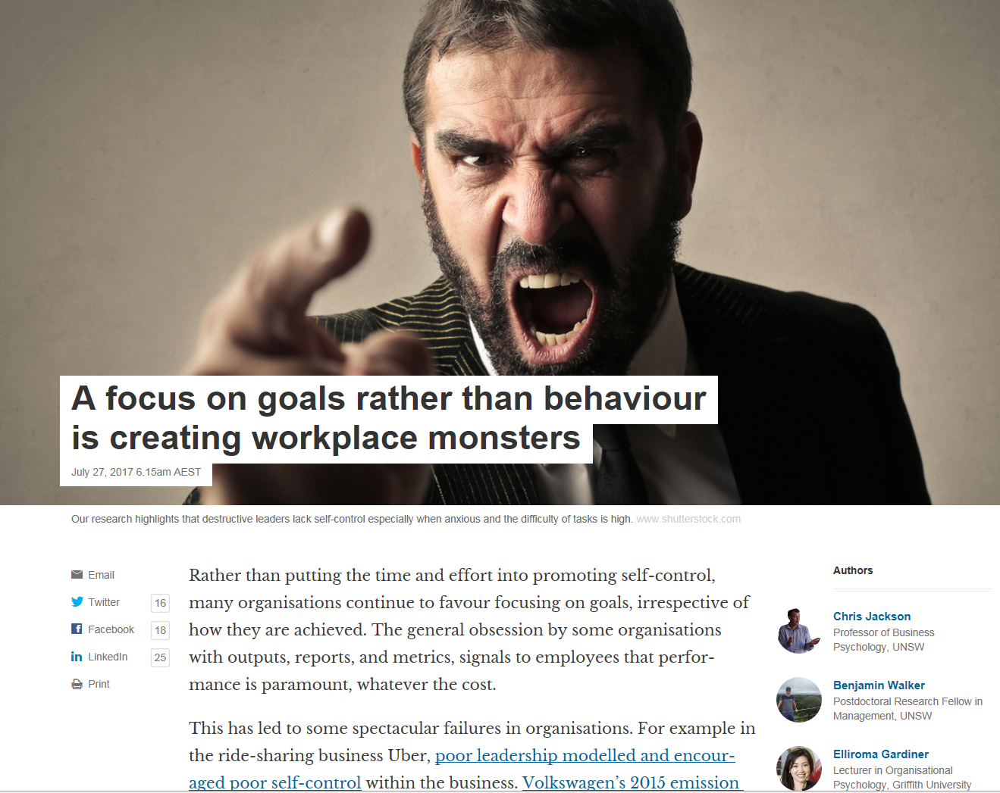 A focus on goals rather than behaviour
is creating workplace monsters
July 27, 2017 6.15am AEST
Our research highlights that destructive leaders lack self-control especially when anxious and the difficulty of tasks is high. www.shutterstock.com
Email
Twitter 16
Facebook 18
LinkedIn 25
Print
Rather than putting the time and effort into promoting self-control,
many organisations continue to favour focusing on goals, irrespective of
how they are achieved. The general obsession by some organisations
with outputs, reports, and metrics, signals to employees that perfor-
mance is paramount, whatever the cost.
This has led to some spectacular failures in organisations. For example in
the ride-sharing business Uber, poor leadership modelled and encour-
aged poor self-control within the business. Volkswagen’s 2015 emission
Authors
Chris Jackson
Professor of Business
Psychology, UNSW
Benjamin Walker
Postdoctoral Research Fellow in
Management, UNSW
Elliroma Gardiner
Lecturer in Organisational
Psychology, Griffith University